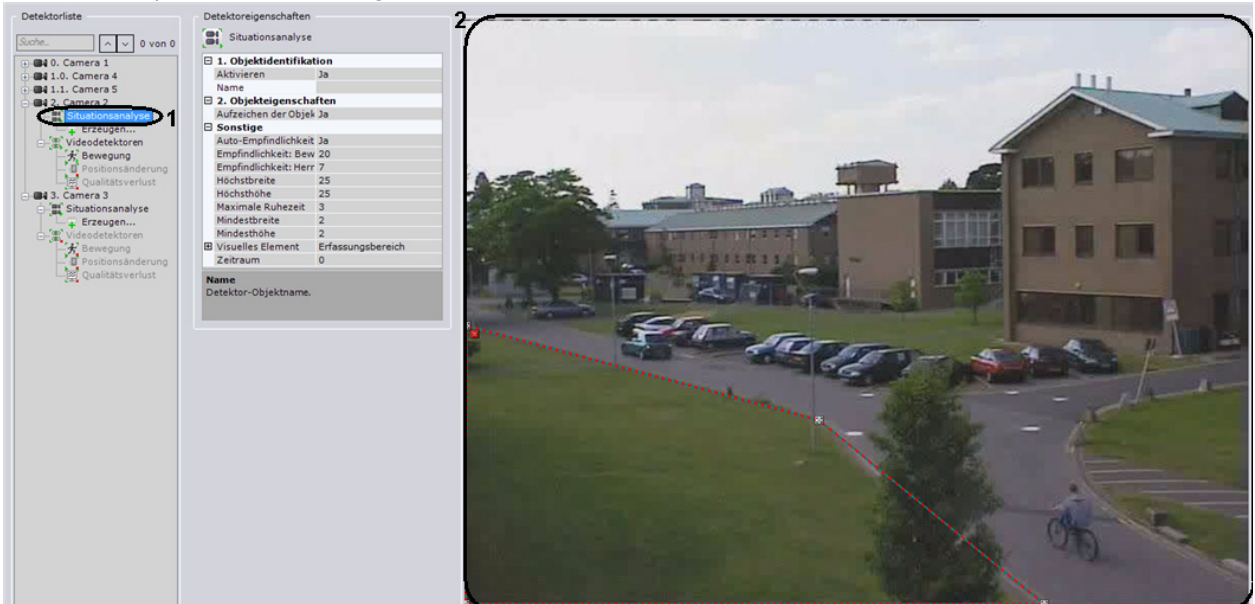 Detektorliste
Suche...
0 von 0
0. Camera 1
1.0. Camera 4
1.1. Camera 5
2. Camera 2
Situationsanalyse
1
Erzeugen...
Videodetektoren
Bewegung
Positionsänderung
Qualitätsverlust
3. Camera 3
Situationsanalyse
Erzeugen...
Videodetektoren
Bewegung
Positionsänderung
Qualitätsverlust
Detektoreigenschaften
Situationsanalyse
1. Objektidentifikation
Aktivieren Ja
Name
2. Objekteigenschaften
Aufzeichen der Objek Ja
Sonstige
Auto-Empfindlichkeit Ja
Empfindlichkeit: Bew 20
Empfindlichkeit: Herr 7
Höchstbreite 25
Höchsthöhe 25
Maximale Ruhezeit 3
Mindestbreite 2
Mindesthöhe 2
Visuelles Element Erfassungsbereich
Zeitraum 0
Name
Detektor-Objektname.
2